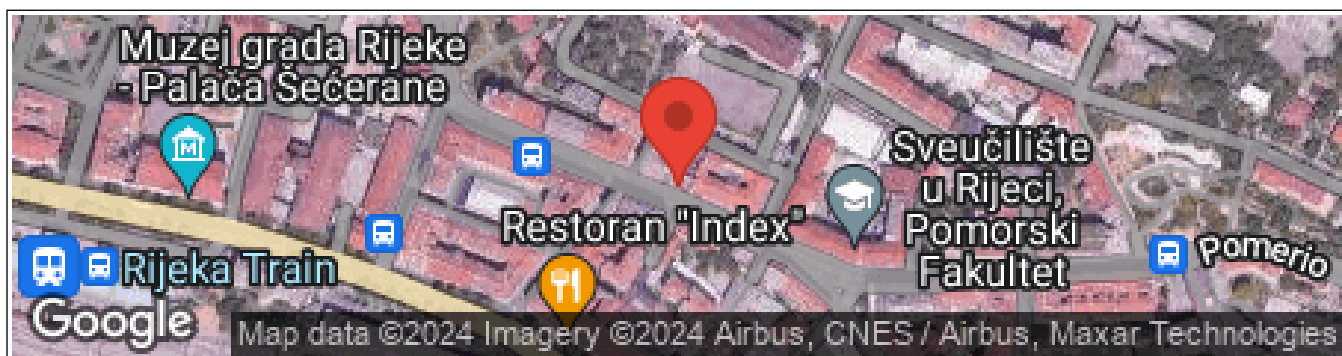 Muzej grada Rijeke
- Palača Šećerane
M
Sveučilište
u Rijeci,
Pomorski
Fakultet
Restoran "Index"
Pomerio
Rijeka Train
Google
Map data ©2024 Imagery ©2024 Airbus, CNES / Airbus, Maxar Technologies